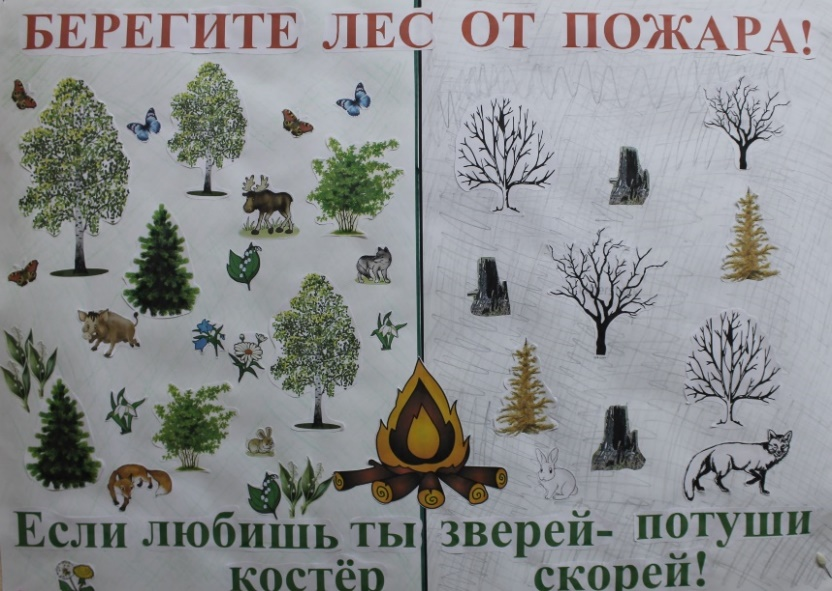 БЕРЕГИТЕ ЛЕС ОТ ПОЖАРА!
Если любишь ты зверей- потуши
костёр скорей!